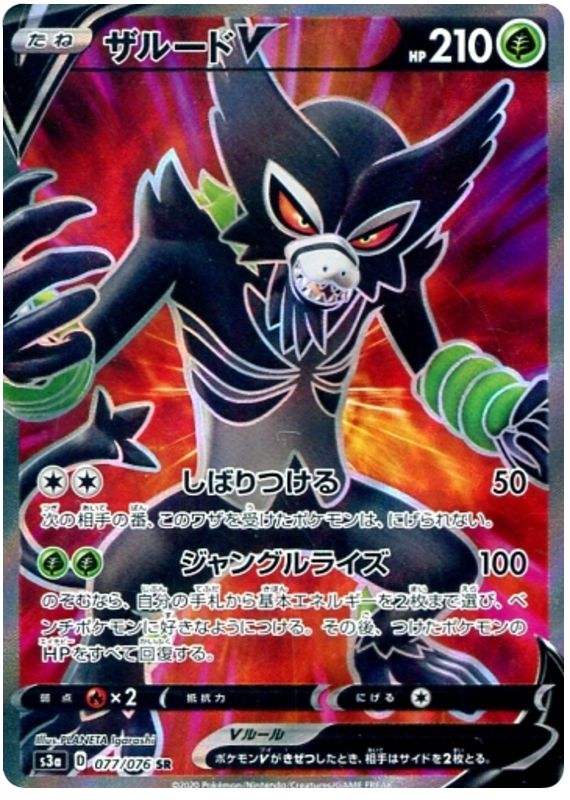 たね ザルードV HP210
しばりつける 50
次の相手の番、このワザを受けたポケモンは、にげられない。
ジャングルライズ 100
のぞむなら、自分の手札から基本エネルギーを2枚まで選び、ベ
ンチポケモンに好きなようにつける。その後、つけたポケモンの
HPをすべて回復する。
弱点 ×2 抵抗力 にげる
Vルール
ポケモンVがきぜつしたとき、相手はサイドを2枚とる。
Illus. PLANETA Igarashi
s3a D 077/076 SR
©2020 Pokémon/Nintendo/Creatures/GAME FREAK